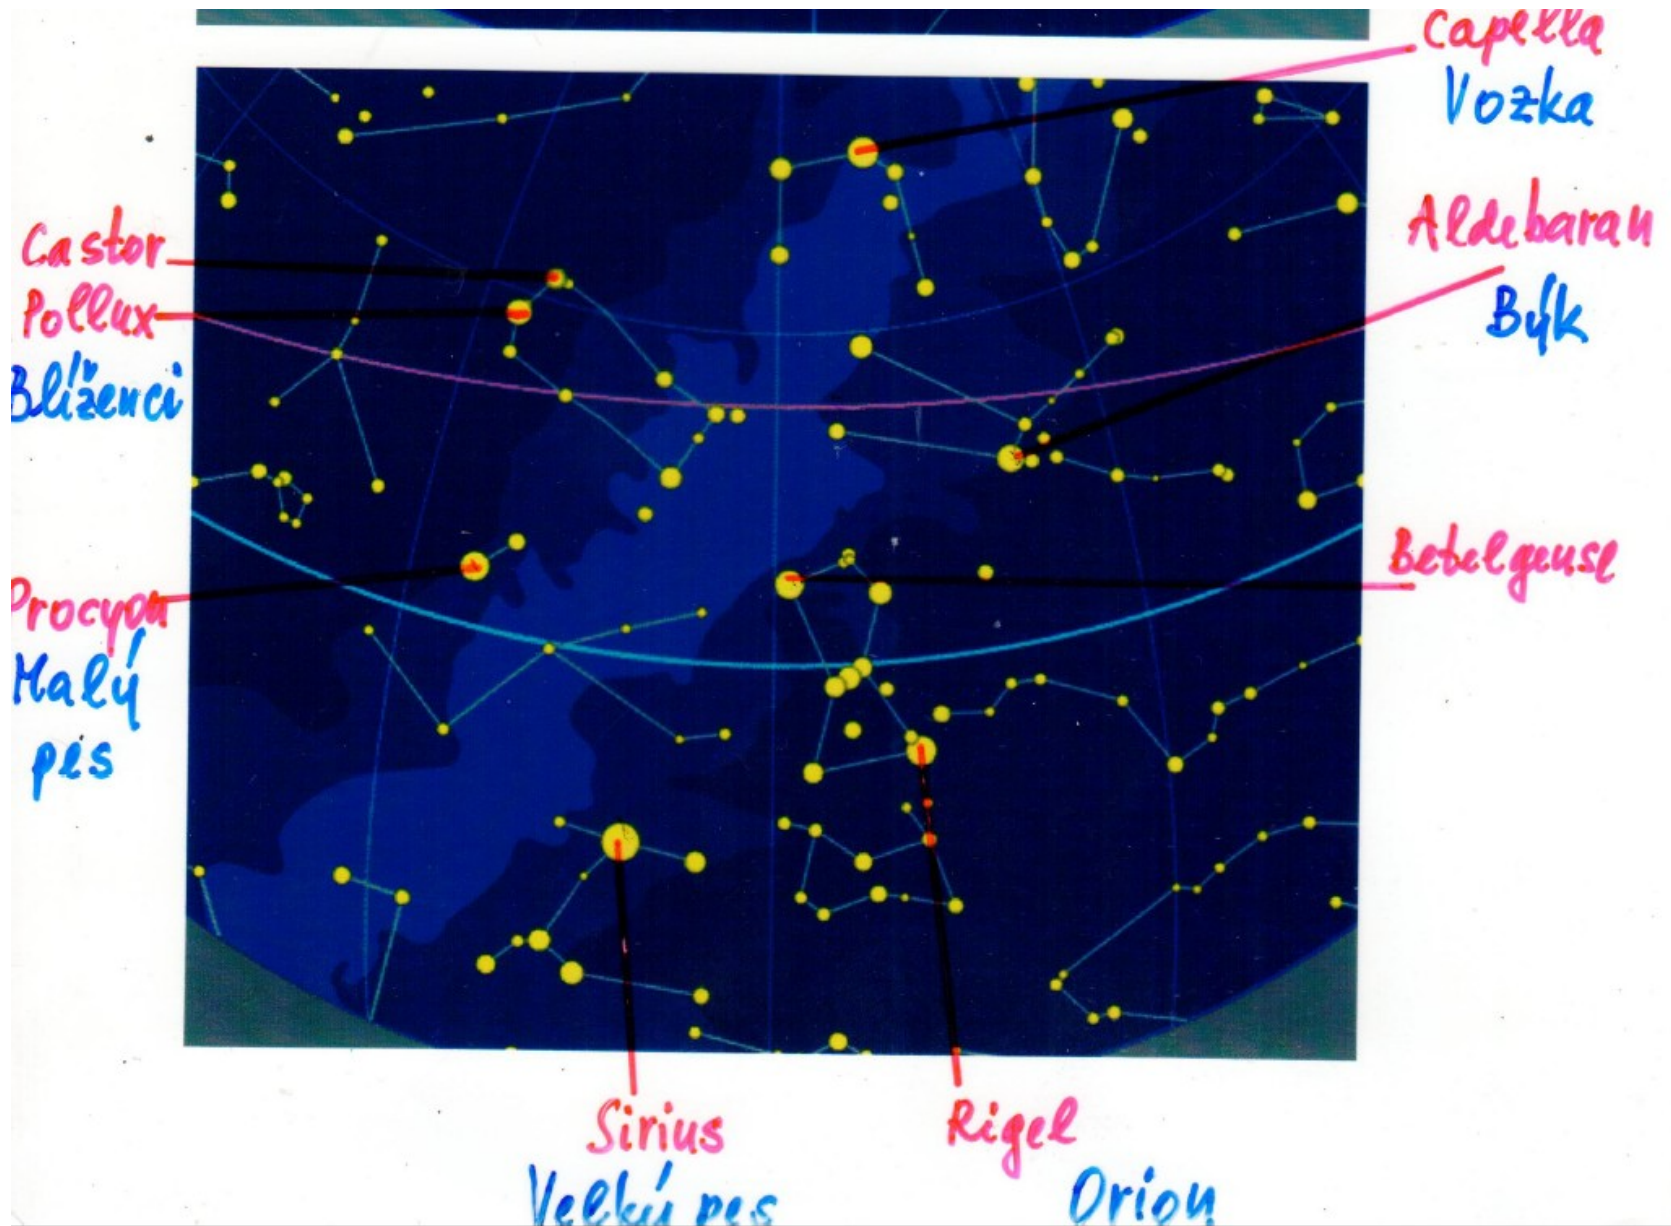 Capella
Vozka
Castor
Pollux
Blíženci
Aldebaran
Býk
Procyon
Malý
pes
Betelgeuse
Sirius
Velký pes
Rigel
Orion